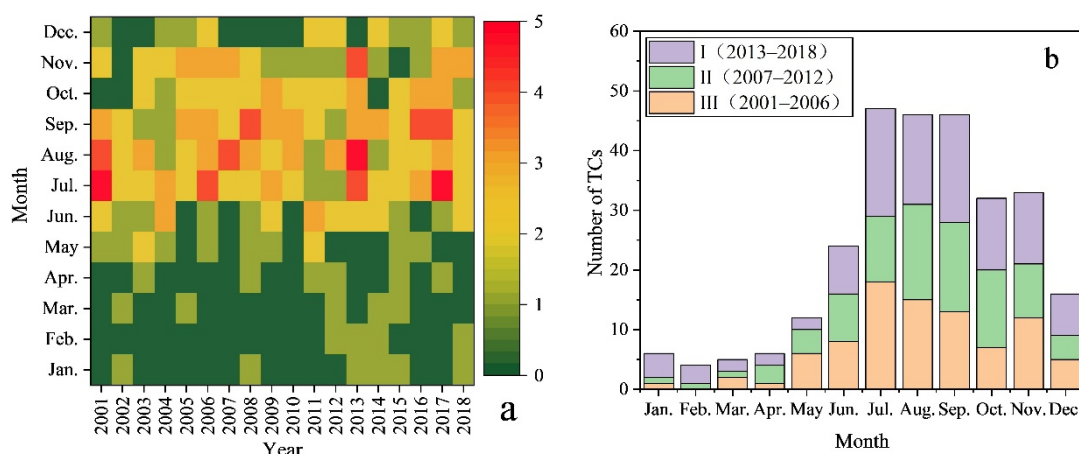 Dec.
Nov.
Oct.
Sep.
Aug.
Jul.
Jun.
May
Apr.
Mar.
Feb.
Jan.
Month
2001 2002 2003 2004 2005 2006 2007 2008 2009 2010 2011 2012 2013 2014 2015 2016 2017 2018
Year
5
4
3
2
1
0
a
60
50
40
30
20
10
0
Number of TCs
I（2013–2018）
II（2007–2012）
III（2001–2006）
b
Jan. Feb. Mar. Apr. May Jun. Jul. Aug. Sep. Oct. Nov. Dec.
Month